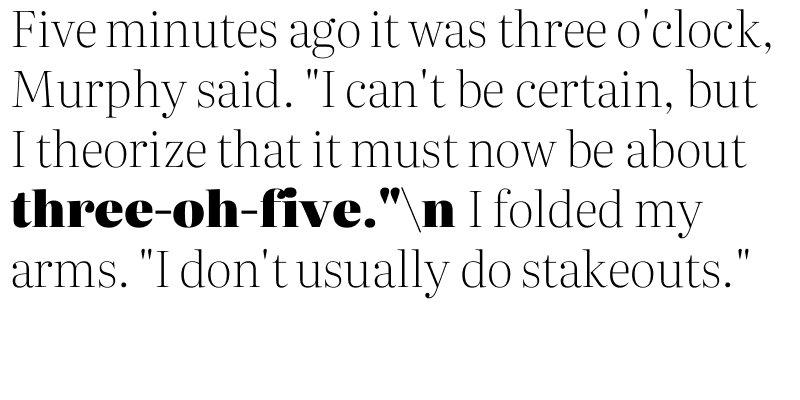 Five minutes ago it was three o'clock,
Murphy said. "I can't be certain, but
I theorize that it must now be about
three-oh-five."\n I folded my
arms. "I don't usually do stakeouts."